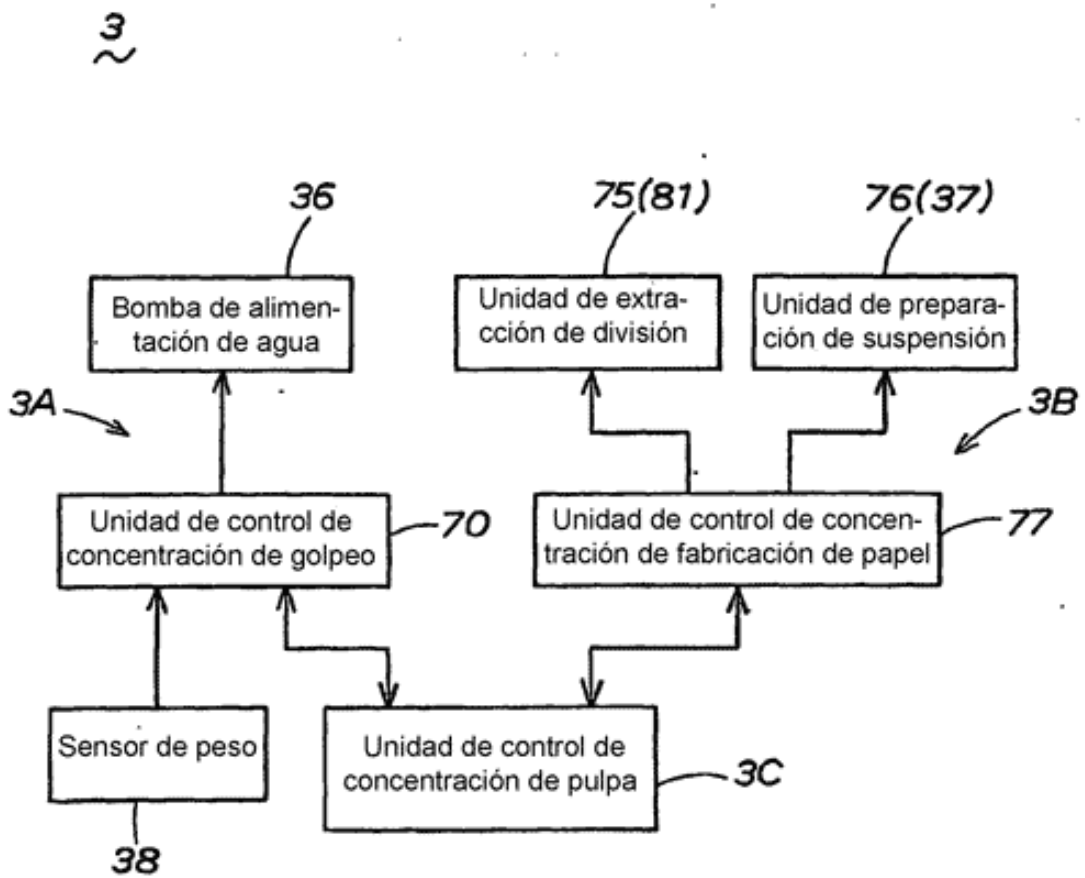 3
36
75(81)
76(37)
Bomba de alimen-
tación de agua
Unidad de extra-
cción de división
Unidad de prepara-
ción de suspensión
3A
3B
Unidad de control de
concentración de golpeo
70
Unidad de control de concen-
tración de fabricación de papel
77
Sensor de peso
38
Unidad de control de
concentración de pulpa
3C